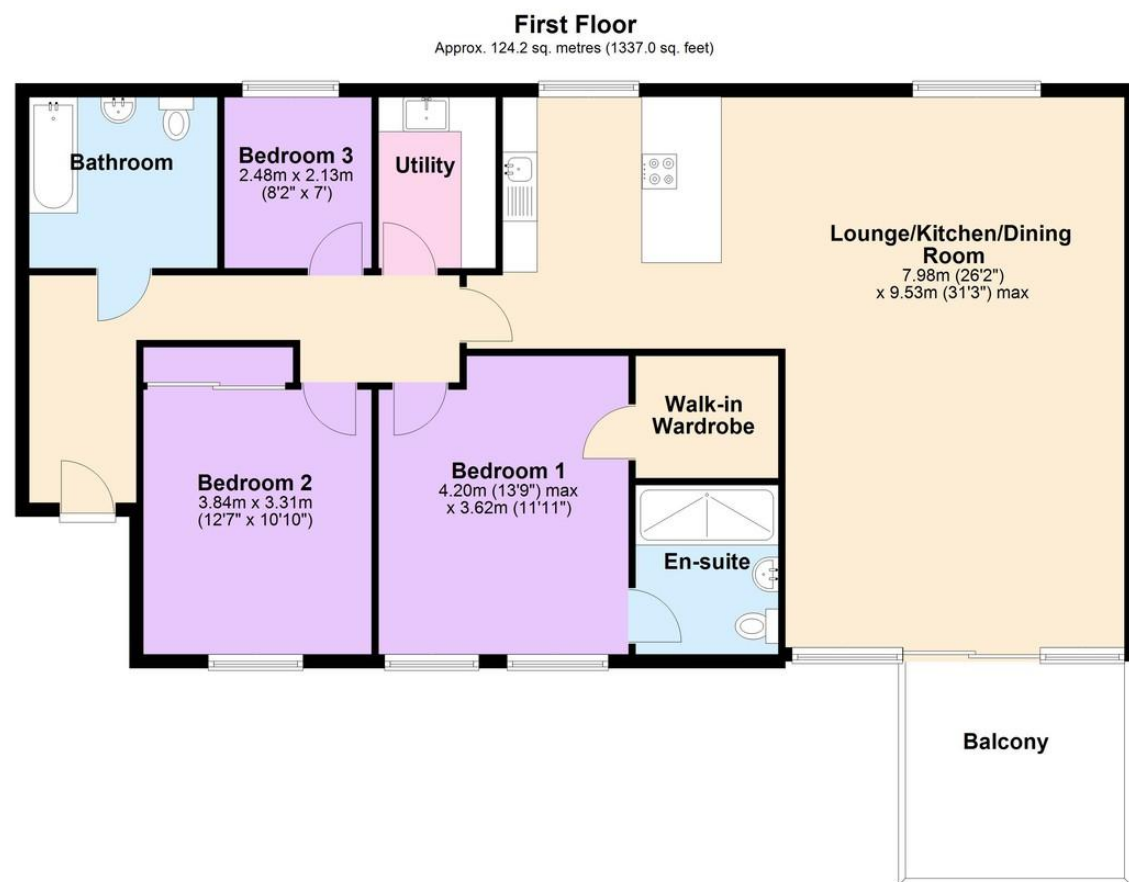 First Floor
Approx. 124.2 sq. metres (1337.0 sq. feet)
Bathroom
Bedroom 3
2.48m x 2.13m
(8'2" x 7')
Utility
Lounge/Kitchen/Dining
Room
7.98m (26'2")
x 9.53m (31'3") max
Bedroom 2
3.84m x 3.31m
(12'7" x 10'10")
Bedroom 1
4.20m (13'9") max
x 3.62m (11'11")
Walk-in
Wardrobe
En-suite
Balcony